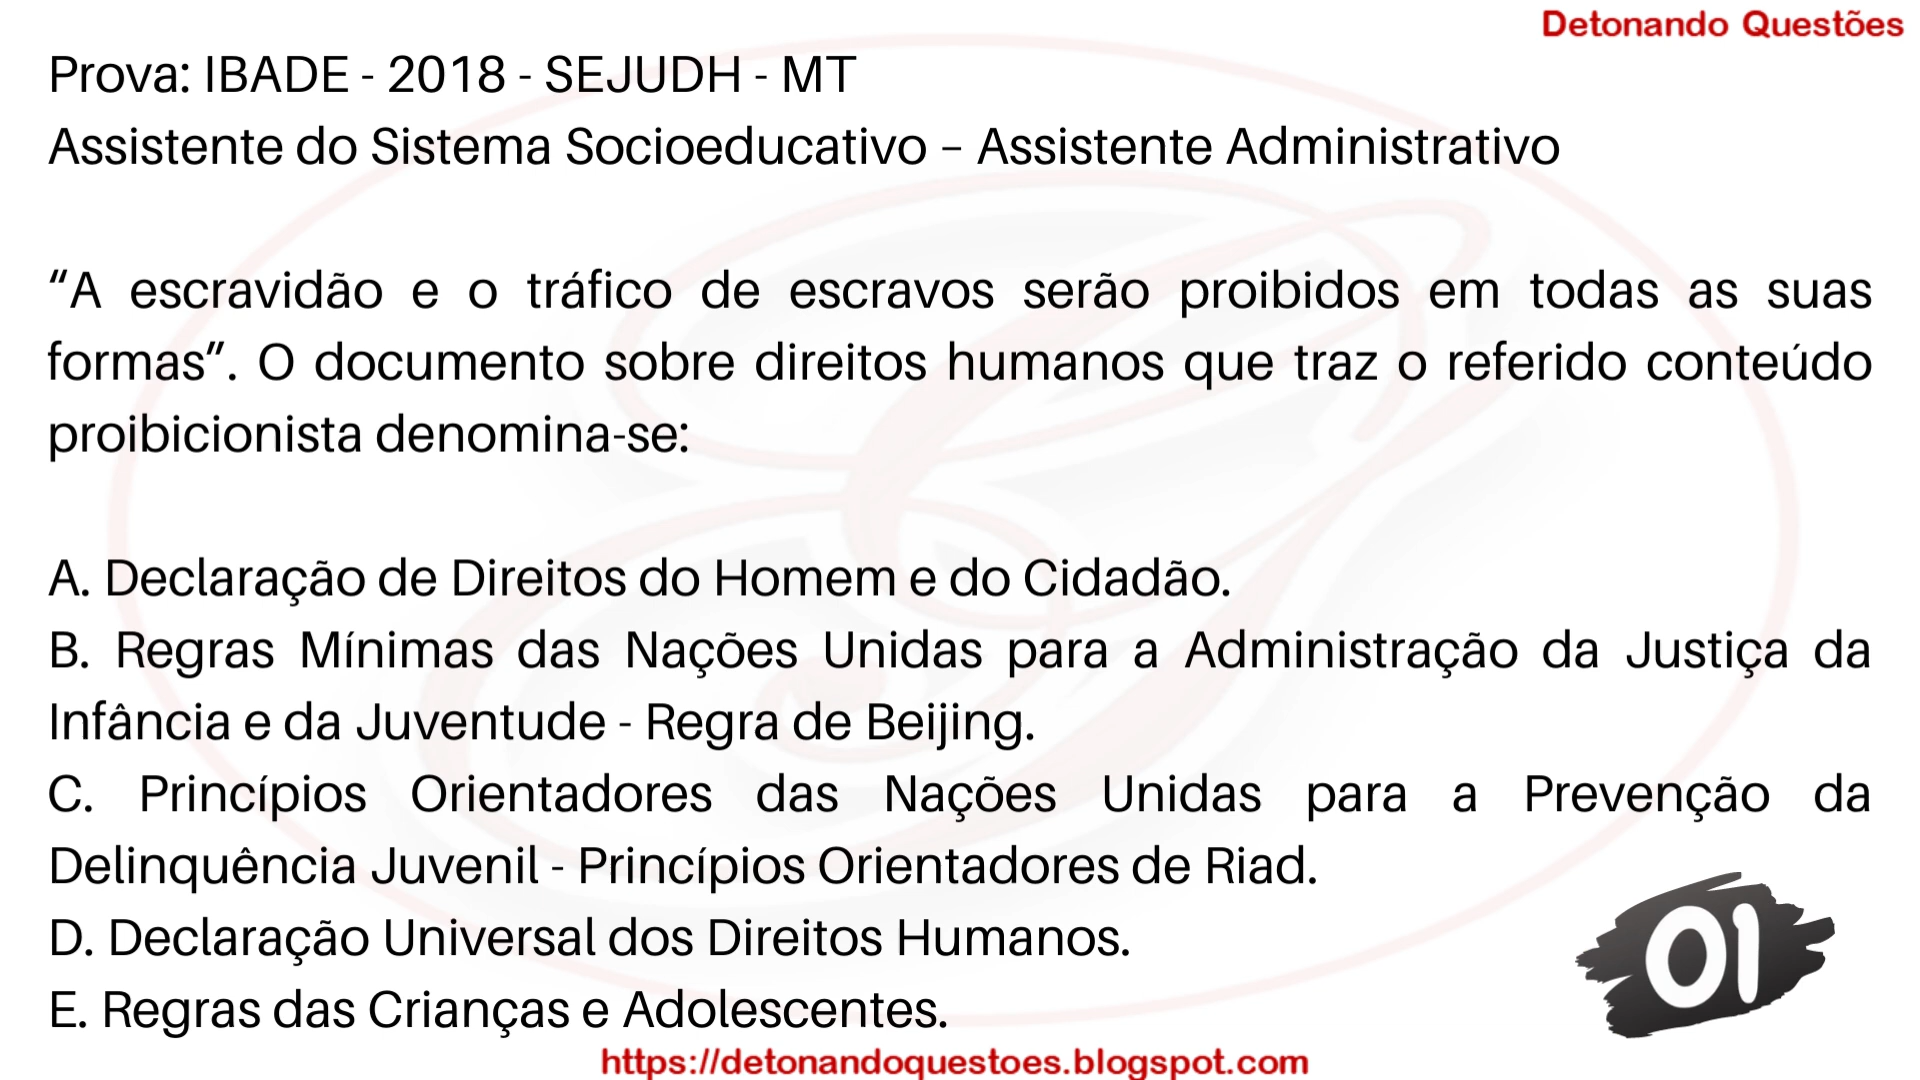 Detonando Questões
Prova: IBADE - 2018 - SEJUDH - MT
Assistente do Sistema Socioeducativo – Assistente Administrativo
“A escravidão e o tráfico de escravos serão proibidos em todas as suas
formas”. O documento sobre direitos humanos que traz o referido conteúdo
proibicionista denomina-se:
A. Declaração de Direitos do Homem e do Cidadão.
B. Regras Mínimas das Nações Unidas para a Administração da Justiça da
Infância e da Juventude - Regra de Beijing.
C. Princípios Orientadores das Nações Unidas para a Prevenção da
Delinquência Juvenil - Princípios Orientadores de Riad.
D. Declaração Universal dos Direitos Humanos.
E. Regras das Crianças e Adolescentes.
01
https://detonandoquestoes.blogspot.com